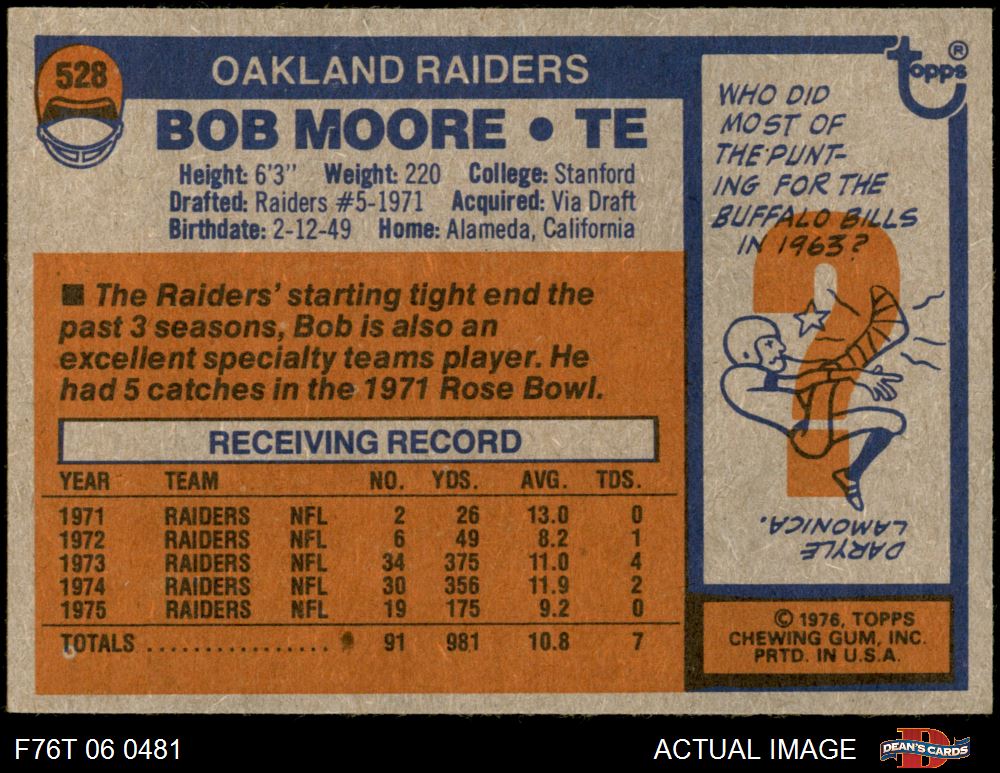 528
OAKLAND RAIDERS
BOB MOORE • TE
Height: 6'3" Weight: 220 College: Stanford
Drafted: Raiders #5-1971 Acquired: Via Draft
Birthdate: 2-12-49 Home: Alameda, California
■ The Raiders' starting tight end the
past 3 seasons, Bob is also an
excellent specialty teams player. He
had 5 catches in the 1971 Rose Bowl.
RECEIVING RECORD
YEAR TEAM NO. YDS. AVG. TDS.
1971 RAIDERS NFL 2 26 13.0 0
1972 RAIDERS NFL 6 49 8.2 1
1973 RAIDERS NFL 34 375 11.0 4
1974 RAIDERS NFL 30 356 11.9 2
1975 RAIDERS NFL 19 175 9.2 0
TOTALS ................ 91 981 10.8 7
topps ®
WHO DID
MOST OF
THE PUNT-
ING FOR THE
BUFFALO BILLS
IN 1963?
?
DARYLE
LAMONICA.
© 1976, TOPPS
CHEWING GUM, INC.
PRTD. IN U.S.A.
F76T 06 0481
ACTUAL IMAGE
DEAN'S CARDS